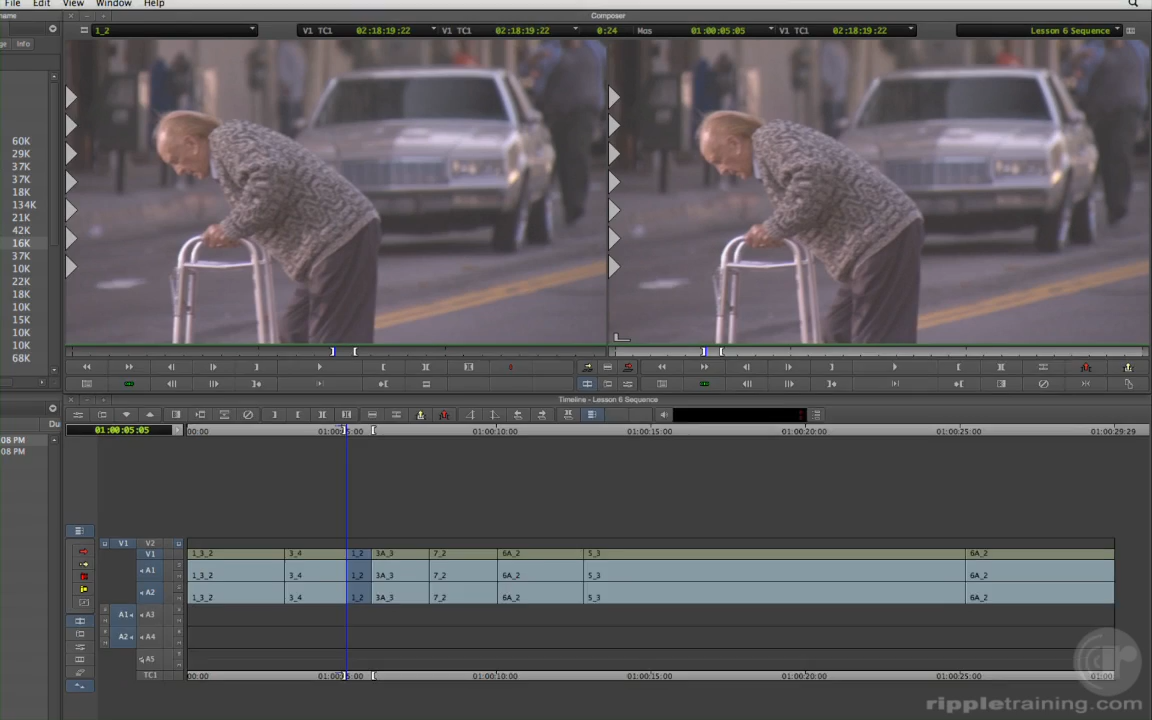 File Edit View Window Help
name Composer
1_2 V1 TC1 02:18:19:22 V1 TC1 02:18:19:22 0:24 Mas 01:00:05:05 V1 TC1 02:18:19:22 Lesson 6 Sequence
Info
60K
29K
37K
37K
18K
134K
21K
42K
16K
37K
10K
22K
18K
10K
15K
10K
10K
68K
Timeline - Lesson 6 Sequence
Du
01:00:05:05 00:00 01:00:10:00 01:00:15:00 01:00:20:00 01:00:25:00 01:00:29:29
08 PM
08 PM
V1 V2
V1 1_3_2 3_4 1_2 3A_3 7_2 6A_2 5_3 6A_2
A1 1_3_2 3_4 1_2 3A_3 7_2 6A_2 5_3 6A_2
A2 1_3_2 3_4 1_2 3A_3 7_2 6A_2 5_3 6A_2
A1 A3
A2 A4
A5
TC1 00:00 01:00:10:00 01:00:15:00 01:00:20:00 01:00:25:00 01:00
rippletraining.com